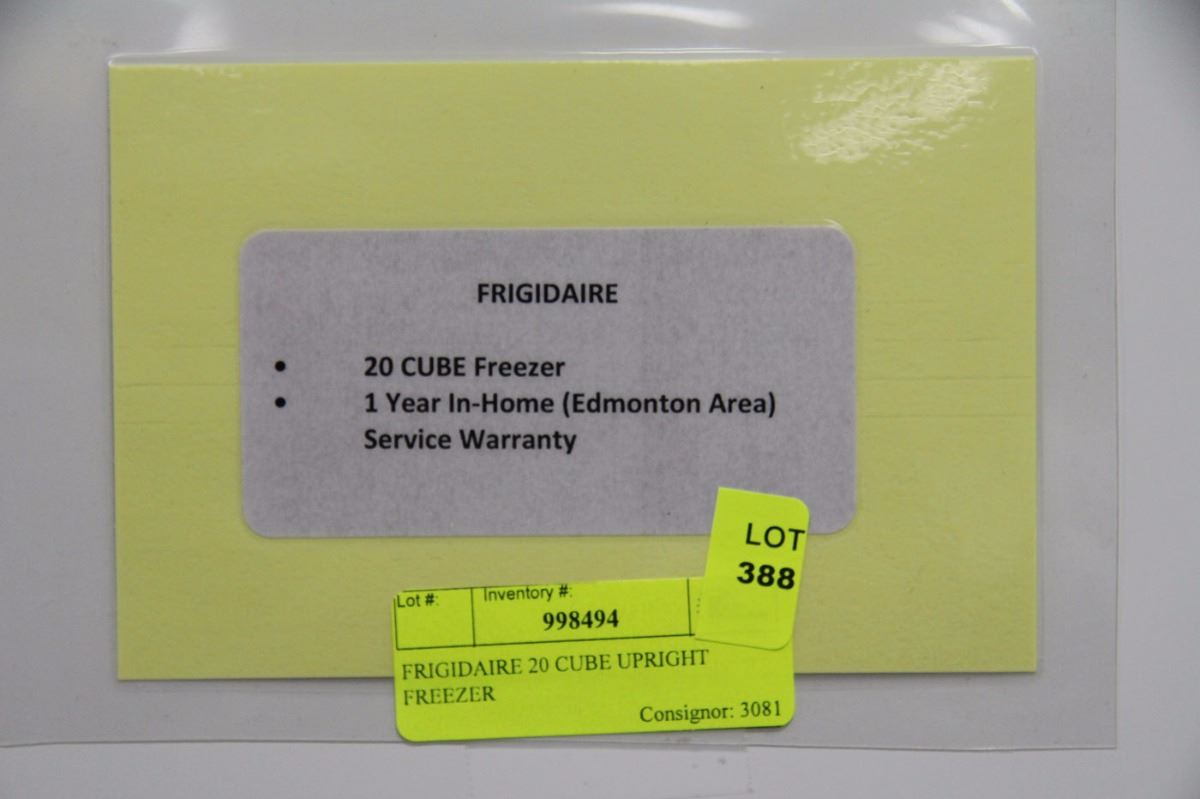 FRIGIDAIRE
• 20 CUBE Freezer
• 1 Year In-Home (Edmonton Area)
Service Warranty
LOT
388
Lot #: Inventory #:
998494
FRIGIDAIRE 20 CUBE UPRIGHT
FREEZER
Consignor: 3081